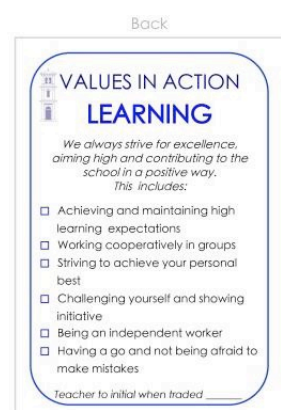 Back
VALUES IN ACTION
LEARNING
We always strive for excellence,
aiming high and contributing to the
school in a positive way.
This includes:
Achieving and maintaining high
learning expectations
Working cooperatively in groups
Striving to achieve your personal
best
Challenging yourself and showing
initiative
Being an independent worker
Having a go and not being afraid to
make mistakes
Teacher to initial when traded ______